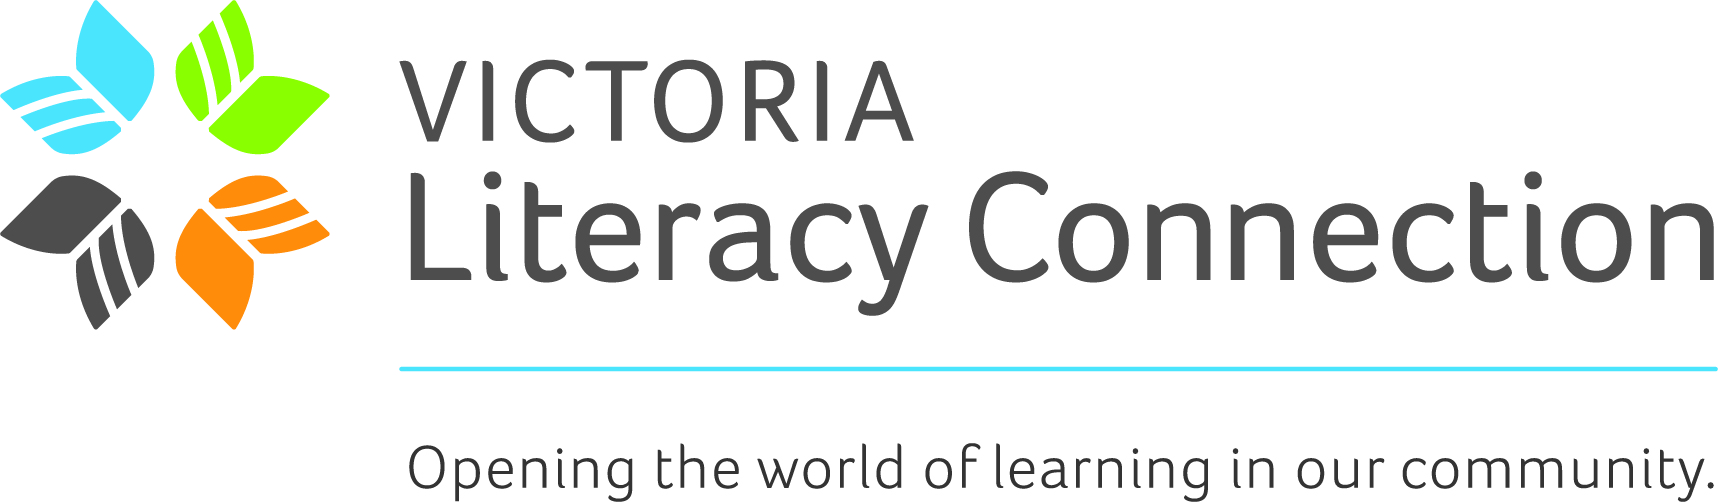 VICTORIA
Literacy Connection
Opening the world of learning in our community.